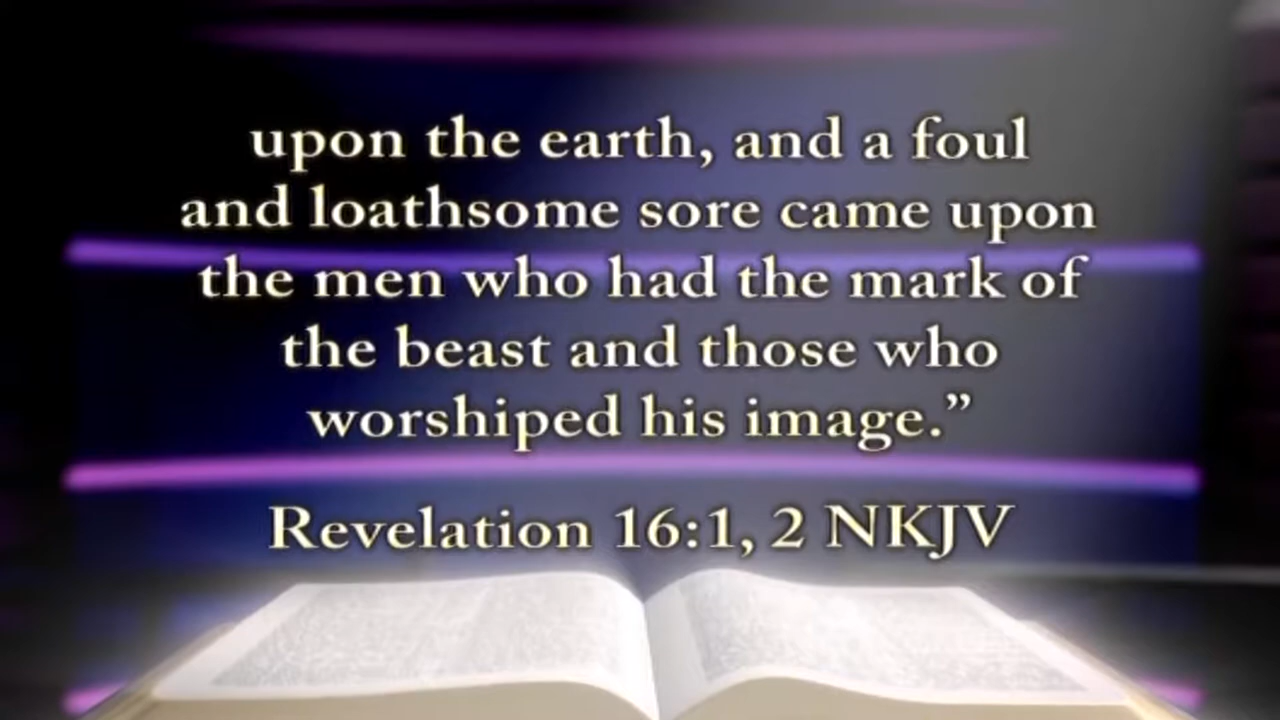 upon the earth, and a foul
and loathsome sore came upon
the men who had the mark of
the beast and those who
worshiped his image.”
Revelation 16:1, 2 NKJV